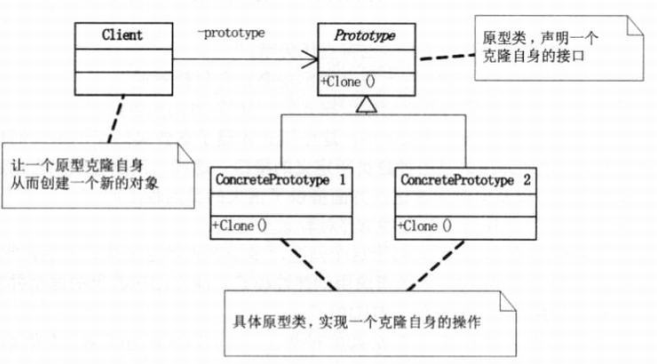 Client
-prototype
Prototype
+Clone()
原型类，声明一个
克隆自身的接口
让一个原型克隆自身
从而创建一个新的对象
ConcretePrototype 1
+Clone()
ConcretePrototype 2
+Clone()
具体原型类，实现一个克隆自身的操作